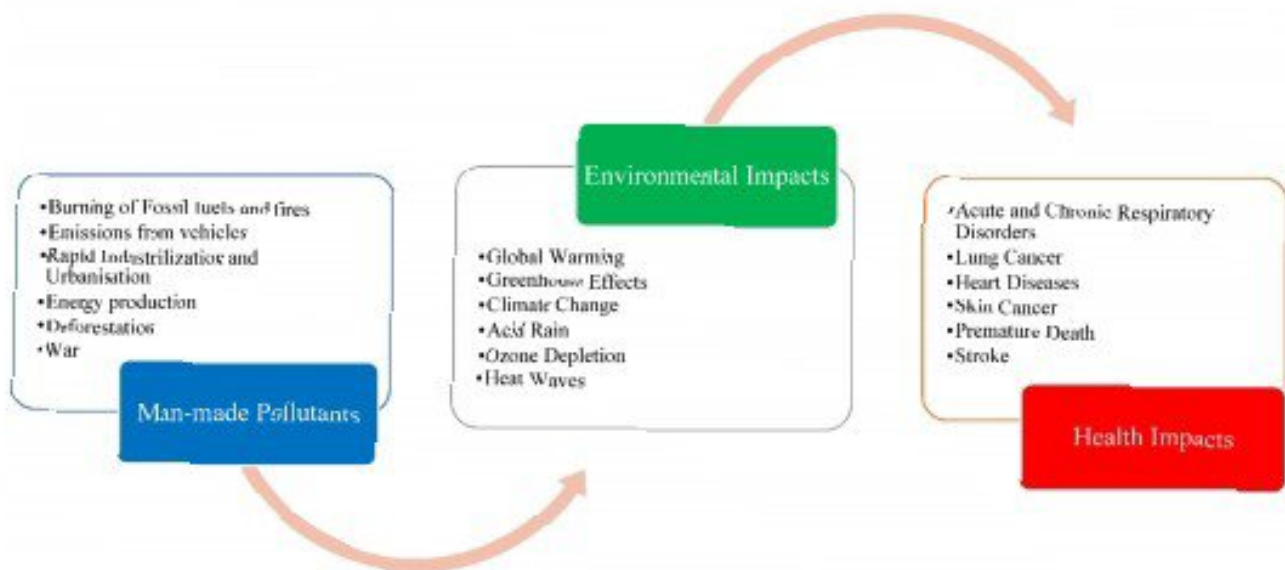 •Burning of Fossil fuels and fires
•Emissions from vehicles
•Rapid Industrilization and
Urbanisation
•Energy production
•Deforestation
•War
Man-made Pollutants
Environmental Impacts
•Global Warming
•Greenhouse Effects
•Climate Change
•Acid Rain
•Ozone Depletion
•Heat Waves
•Acute and Chronic Respiratory
Disorders
•Lung Cancer
•Heart Diseases
•Skin Cancer
•Premature Death
•Stroke
Health Impacts